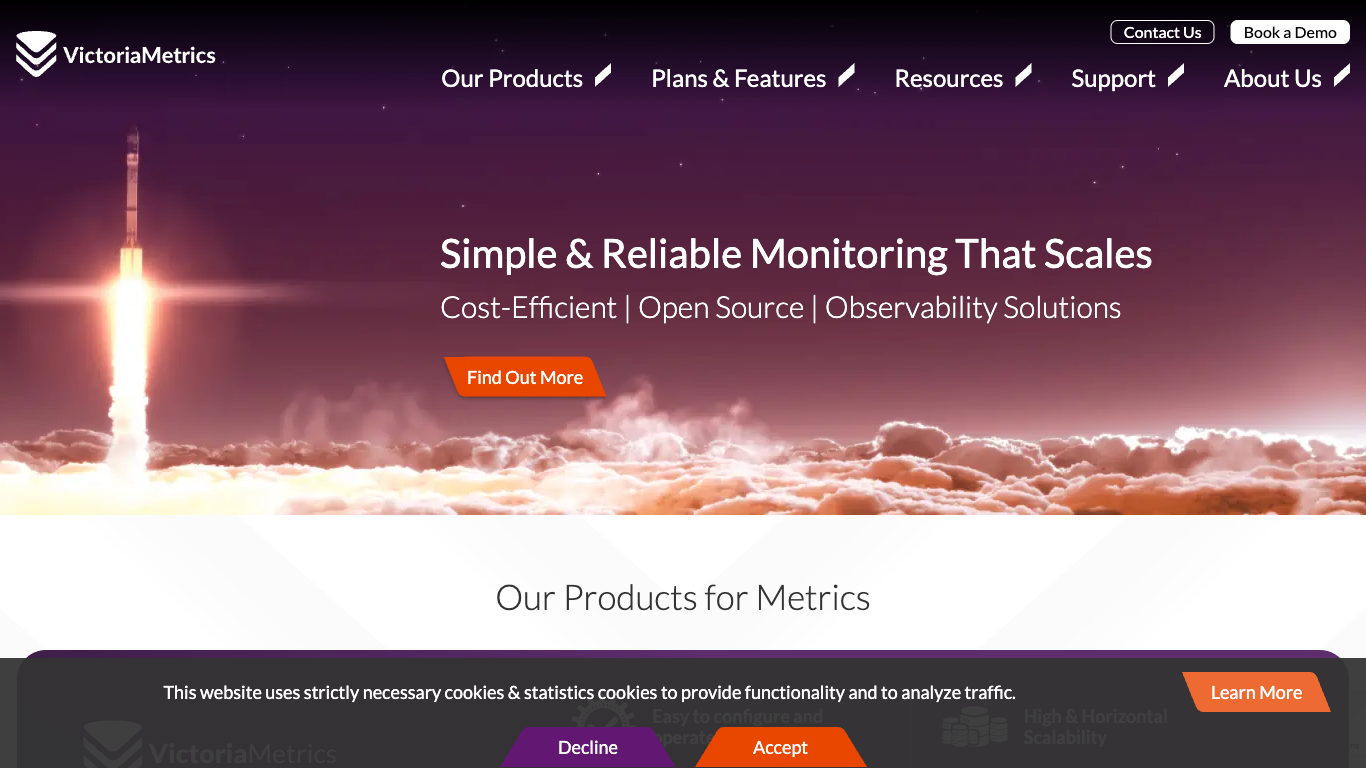 Contact Us
Book a Demo
VictoriaMetrics
Our Products
Plans & Features
Resources
Support
About Us
Simple & Reliable Monitoring That Scales
Cost-Efficient | Open Source | Observability Solutions
Find Out More
Our Products for Metrics
This website uses strictly necessary cookies & statistics cookies to provide functionality and to analyze traffic.
Learn More
VictoriaMetrics
Easy to configure and
operate
High & Horizontal
Scalability
Decline
Accept